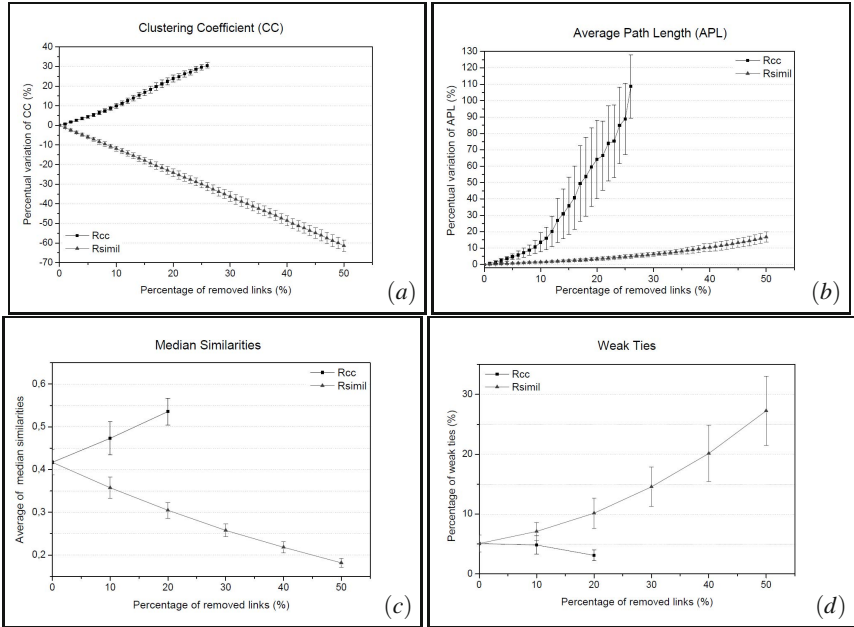 Clustering Coefficient (CC)
Percentual variation of CC (%)
40
30
20
10
0
-10
-20
-30
-40
-50
-60
-70
Rcc
Rsimil
0 10 20 30 40 50
Percentage of removed links (%)
(a)
Average Path Length (APL)
Percentual variation of APL (%)
130
120
110
100
90
80
70
60
50
40
30
20
10
0
Rcc
Rsimil
0 10 20 30 40 50
Percentage of removed links (%)
(b)
Median Similarities
Average of median similarities
0,6
0,5
0,4
0,3
0,2
Rcc
Rsimil
0 10 20 30 40 50
Percentage of removed links (%)
(c)
Weak Ties
Percentage of weak ties (%)
30
20
10
0
Rcc
Rsimil
0 10 20 30 40 50
Percentage of removed links (%)
(d)